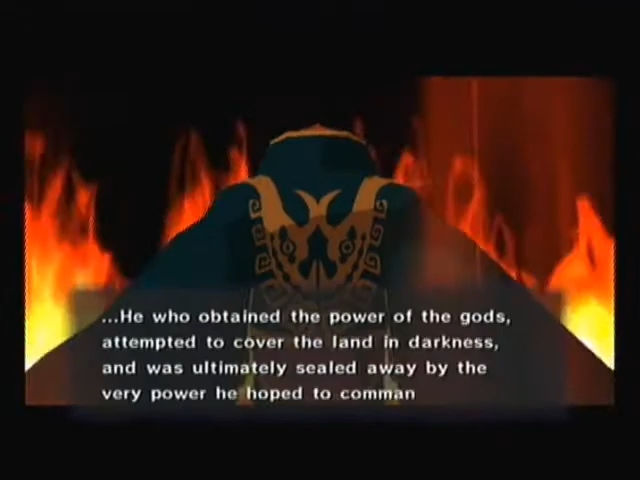 ...He who obtained the power of the gods,
attempted to cover the land in darkness,
and was ultimately sealed away by the
very power he hoped to comman